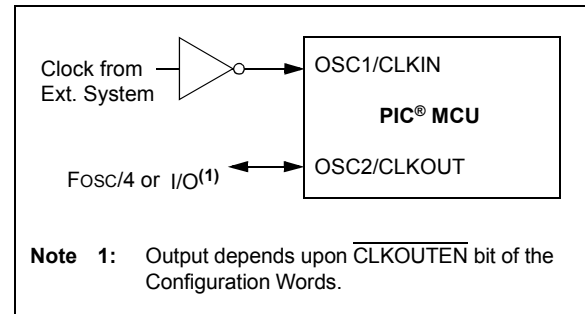 Clock from
Ext. System
OSC1/CLKIN
PIC® MCU
FOSC/4 or I/O(1)
OSC2/CLKOUT
Note 1: Output depends upon CLKOUTEN bit of the
Configuration Words.